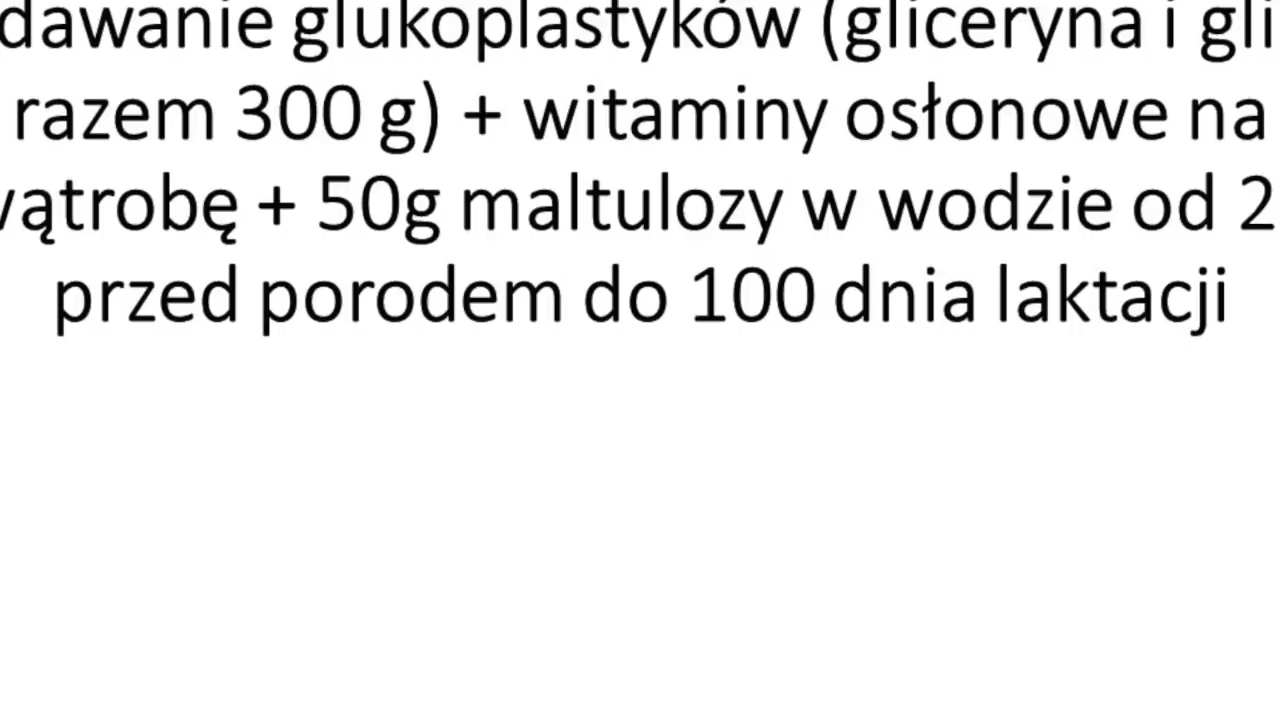 dawanie glukoplastyków (gliceryna i gli
razem 300 g) + witaminy osłonowe na
wątrobę + 50g maltulozy w wodzie od 2
przed porodem do 100 dnia laktacji